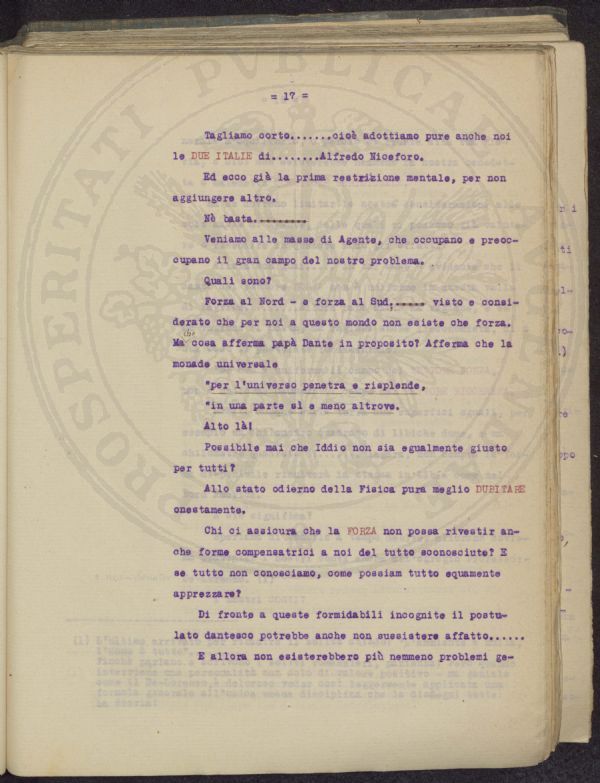 = 17 =
Tagliamo corto.......cioè adottiamo pure anche noi
le DUE ITALIE di........Alfredo Niceforo.
Ed ecco già la prima restrizione mentale, per non
aggiungere altro.
Nè basta.........
Veniamo alle masse di Agente, che occupano e preoc-
cupano il gran campo del nostro problema.
Quali sono?
Forza al Nord - e forza al Sud,..... visto e consi-
derato che per noi a questo mondo non esiste che forza.
Ma cosa afferma papà Dante in proposito? Afferma che la
monade universale
"per l'universo penetra e risplende,
"in una parte sì e meno altrove.
Alto là!
Possibile mai che Iddio non sia egualmente giusto
per tutti?
Allo stato odierno della Fisica pura meglio DUBITARE
onestamente.
Chi ci assicura che la FORZA non possa rivestir an-
che forme compensatrici a noi del tutto sconosciute? E
se tutto non conosciamo, come possiam tutto equamente
apprezzare?
Di fronte a queste formidabili incognite il postu-
lato dantesco potrebbe anche non sussistere affatto......
E allora non esisterebbero più nemmeno problemi ge-
PROSPERITATI PUBLICAE AUGENDAE